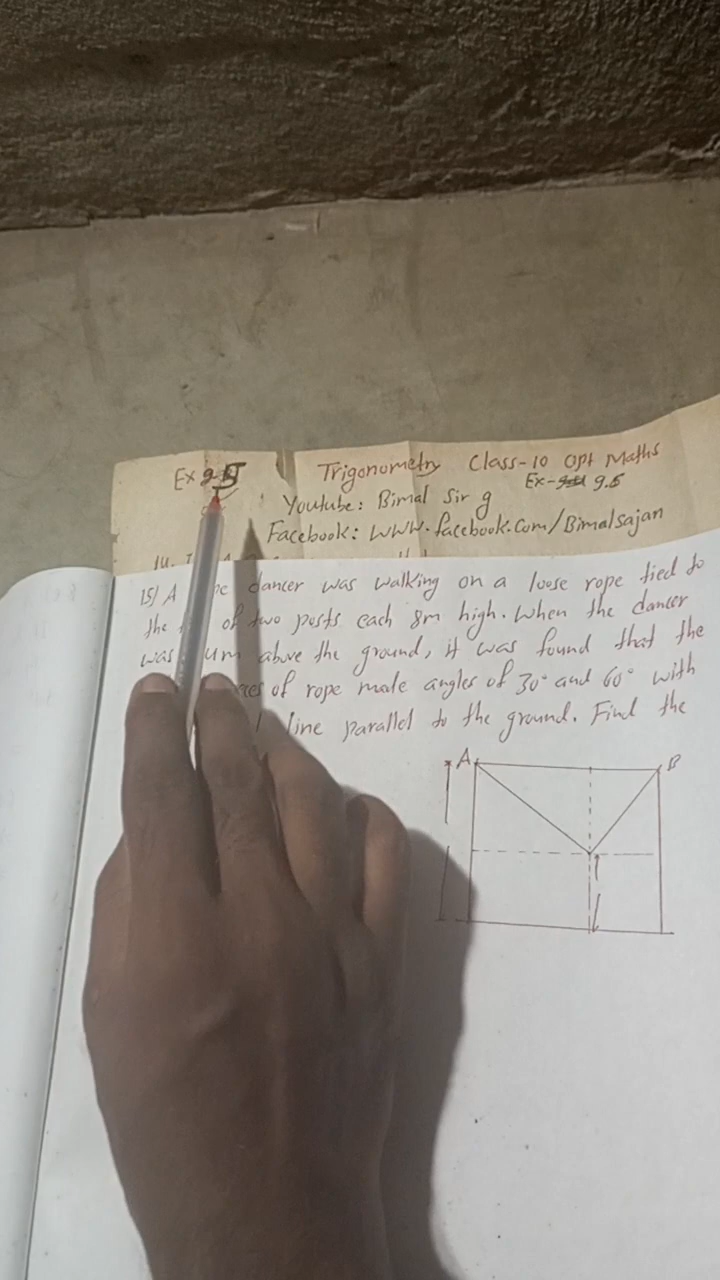 Ex 9.5
Trigonometry Class-10 Opt Maths
Ex- 9.5
Youtube: Bimal Sir g
Facebook: www.facebook.com/Bimalsajan
15) A dancer was walking on a loose rope tied to
the of two posts each 8m high. When the dancer
was above the ground, it was found that the
of rope made angles of 30° and 60° with
line parallel to the ground. Find the
A B